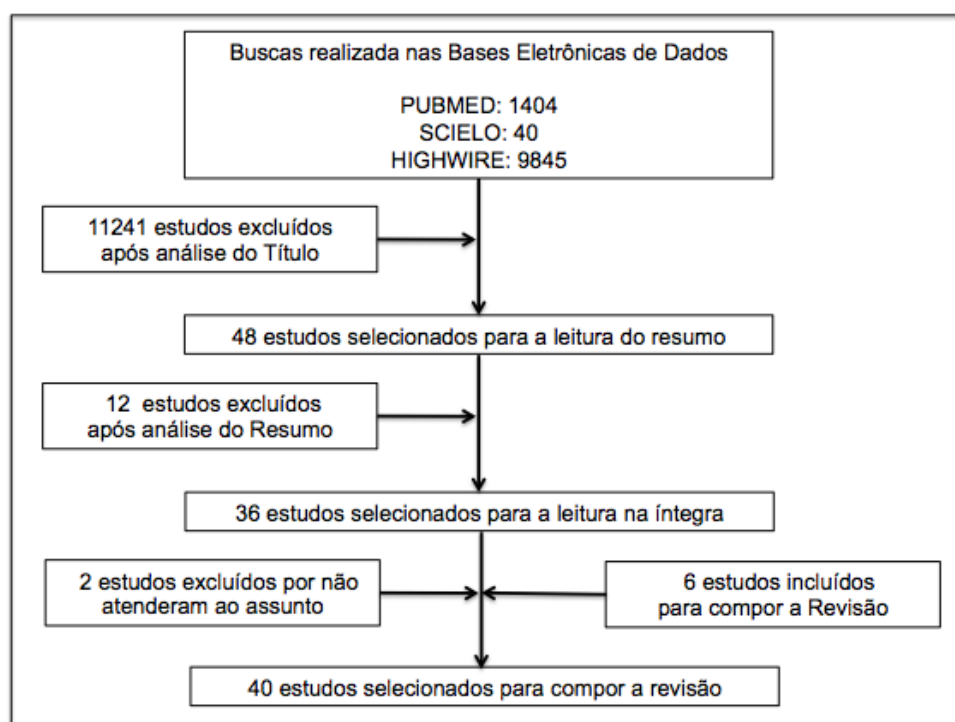 Buscas realizada nas Bases Eletrônicas de Dados
PUBMED: 1404
SCIELO: 40
HIGHWIRE: 9845
11241 estudos excluídos
após análise do Título
48 estudos selecionados para a leitura do resumo
12 estudos excluídos
após análise do Resumo
36 estudos selecionados para a leitura na íntegra
2 estudos excluídos por não
atenderam ao assunto
6 estudos incluídos
para compor a Revisão
40 estudos selecionados para compor a revisão